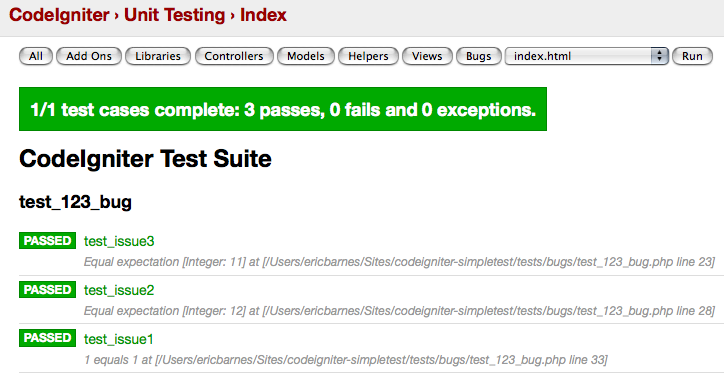 CodeIgniter › Unit Testing › Index
All Add Ons Libraries Controllers Models Helpers Views Bugs index.html Run
1/1 test cases complete: 3 passes, 0 fails and 0 exceptions.
CodeIgniter Test Suite
test_123_bug
PASSED test_issue3
Equal expectation [Integer: 11] at [/Users/ericbarnes/Sites/codeigniter-simpletest/tests/bugs/test_123_bug.php line 23]
PASSED test_issue2
Equal expectation [Integer: 12] at [/Users/ericbarnes/Sites/codeigniter-simpletest/tests/bugs/test_123_bug.php line 28]
PASSED test_issue1
1 equals 1 at [/Users/ericbarnes/Sites/codeigniter-simpletest/tests/bugs/test_123_bug.php line 33]